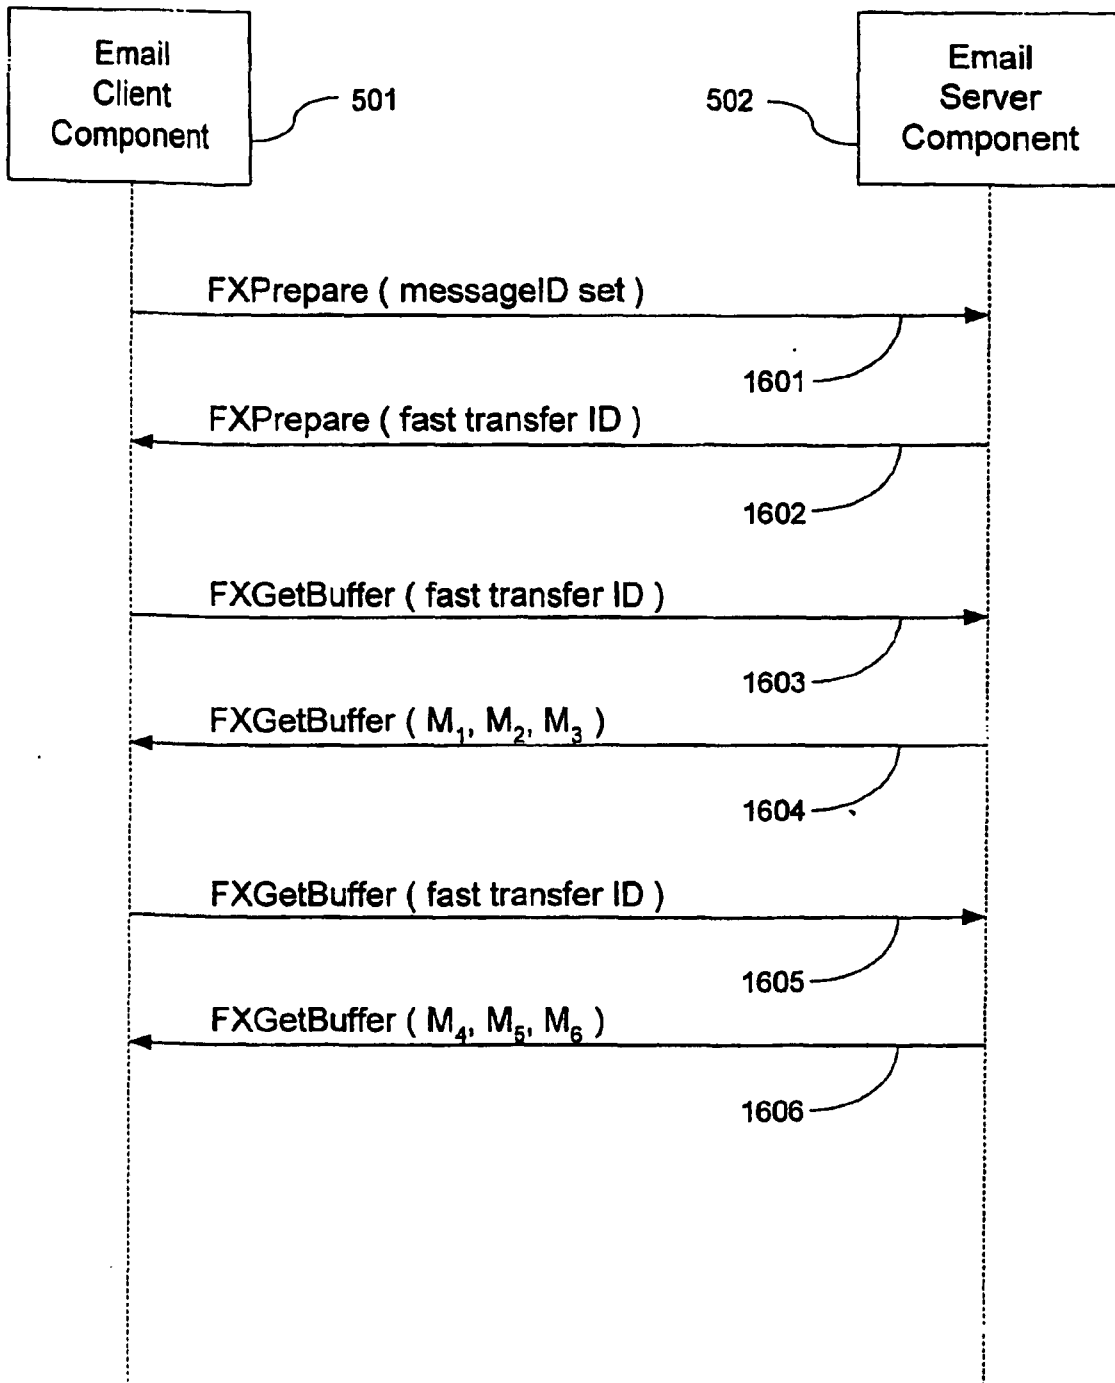 Email
Client
Component
501
502
Email
Server
Component
FXPrepare ( messageID set )
1601
FXPrepare ( fast transfer ID )
1602
FXGetBuffer ( fast transfer ID )
1603
FXGetBuffer ( M₁, M₂, M₃ )
1604
FXGetBuffer ( fast transfer ID )
1605
FXGetBuffer ( M₄, M₅, M₆ )
1606